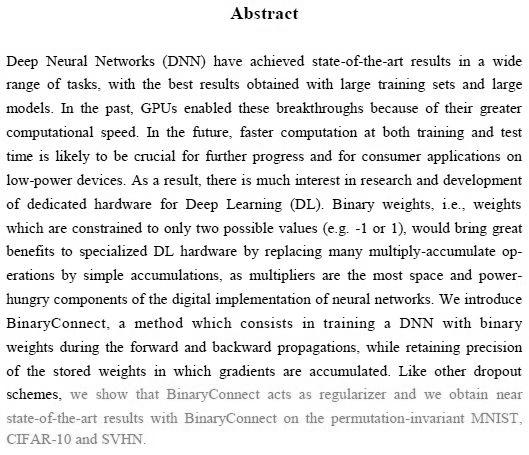 Abstract
Deep Neural Networks (DNN) have achieved state-of-the-art results in a wide
range of tasks, with the best results obtained with large training sets and large
models. In the past, GPUs enabled these breakthroughs because of their greater
computational speed. In the future, faster computation at both training and test
time is likely to be crucial for further progress and for consumer applications on
low-power devices. As a result, there is much interest in research and development
of dedicated hardware for Deep Learning (DL). Binary weights, i.e., weights
which are constrained to only two possible values (e.g. -1 or 1), would bring great
benefits to specialized DL hardware by replacing many multiply-accumulate op-
erations by simple accumulations, as multipliers are the most space and power-
hungry components of the digital implementation of neural networks. We introduce
BinaryConnect, a method which consists in training a DNN with binary
weights during the forward and backward propagations, while retaining precision
of the stored weights in which gradients are accumulated. Like other dropout
schemes, we show that BinaryConnect acts as regularizer and we obtain near
state-of-the-art results with BinaryConnect on the permutation-invariant MNIST,
CIFAR-10 and SVHN.